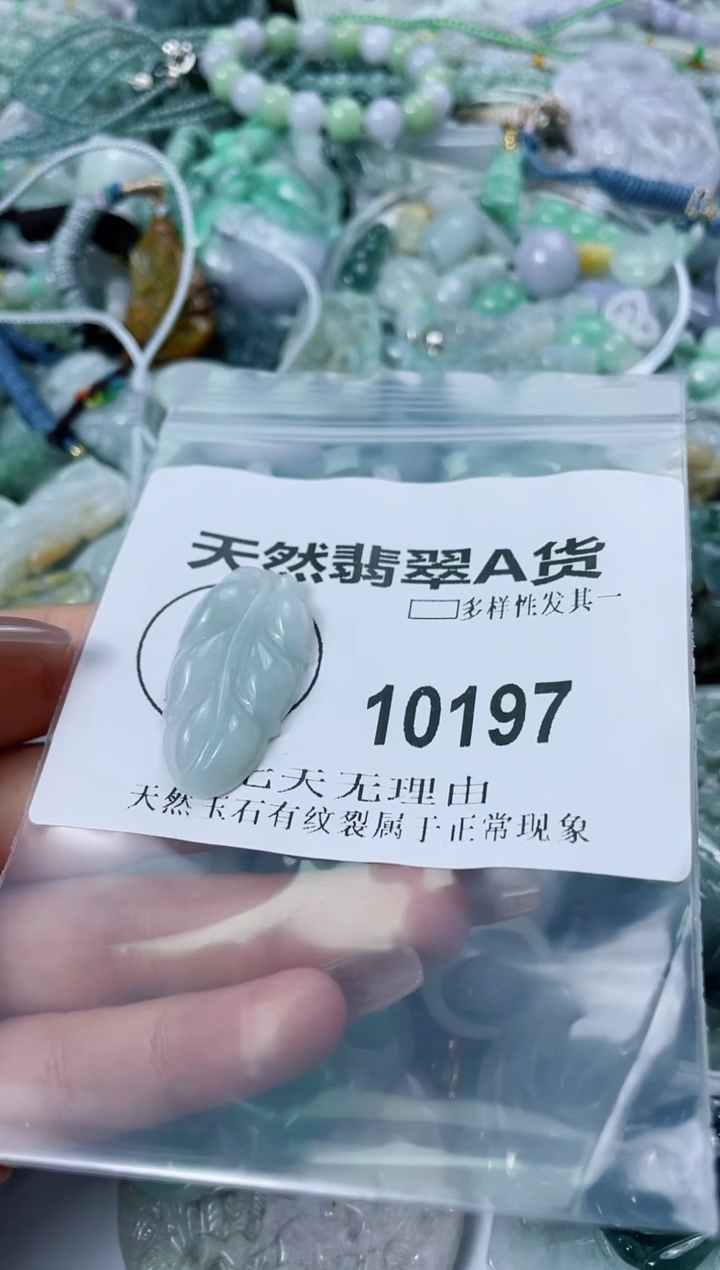 天然翡翠A货
多样性发其一
10197
七天无理由
天然玉石有纹裂属于正常现象